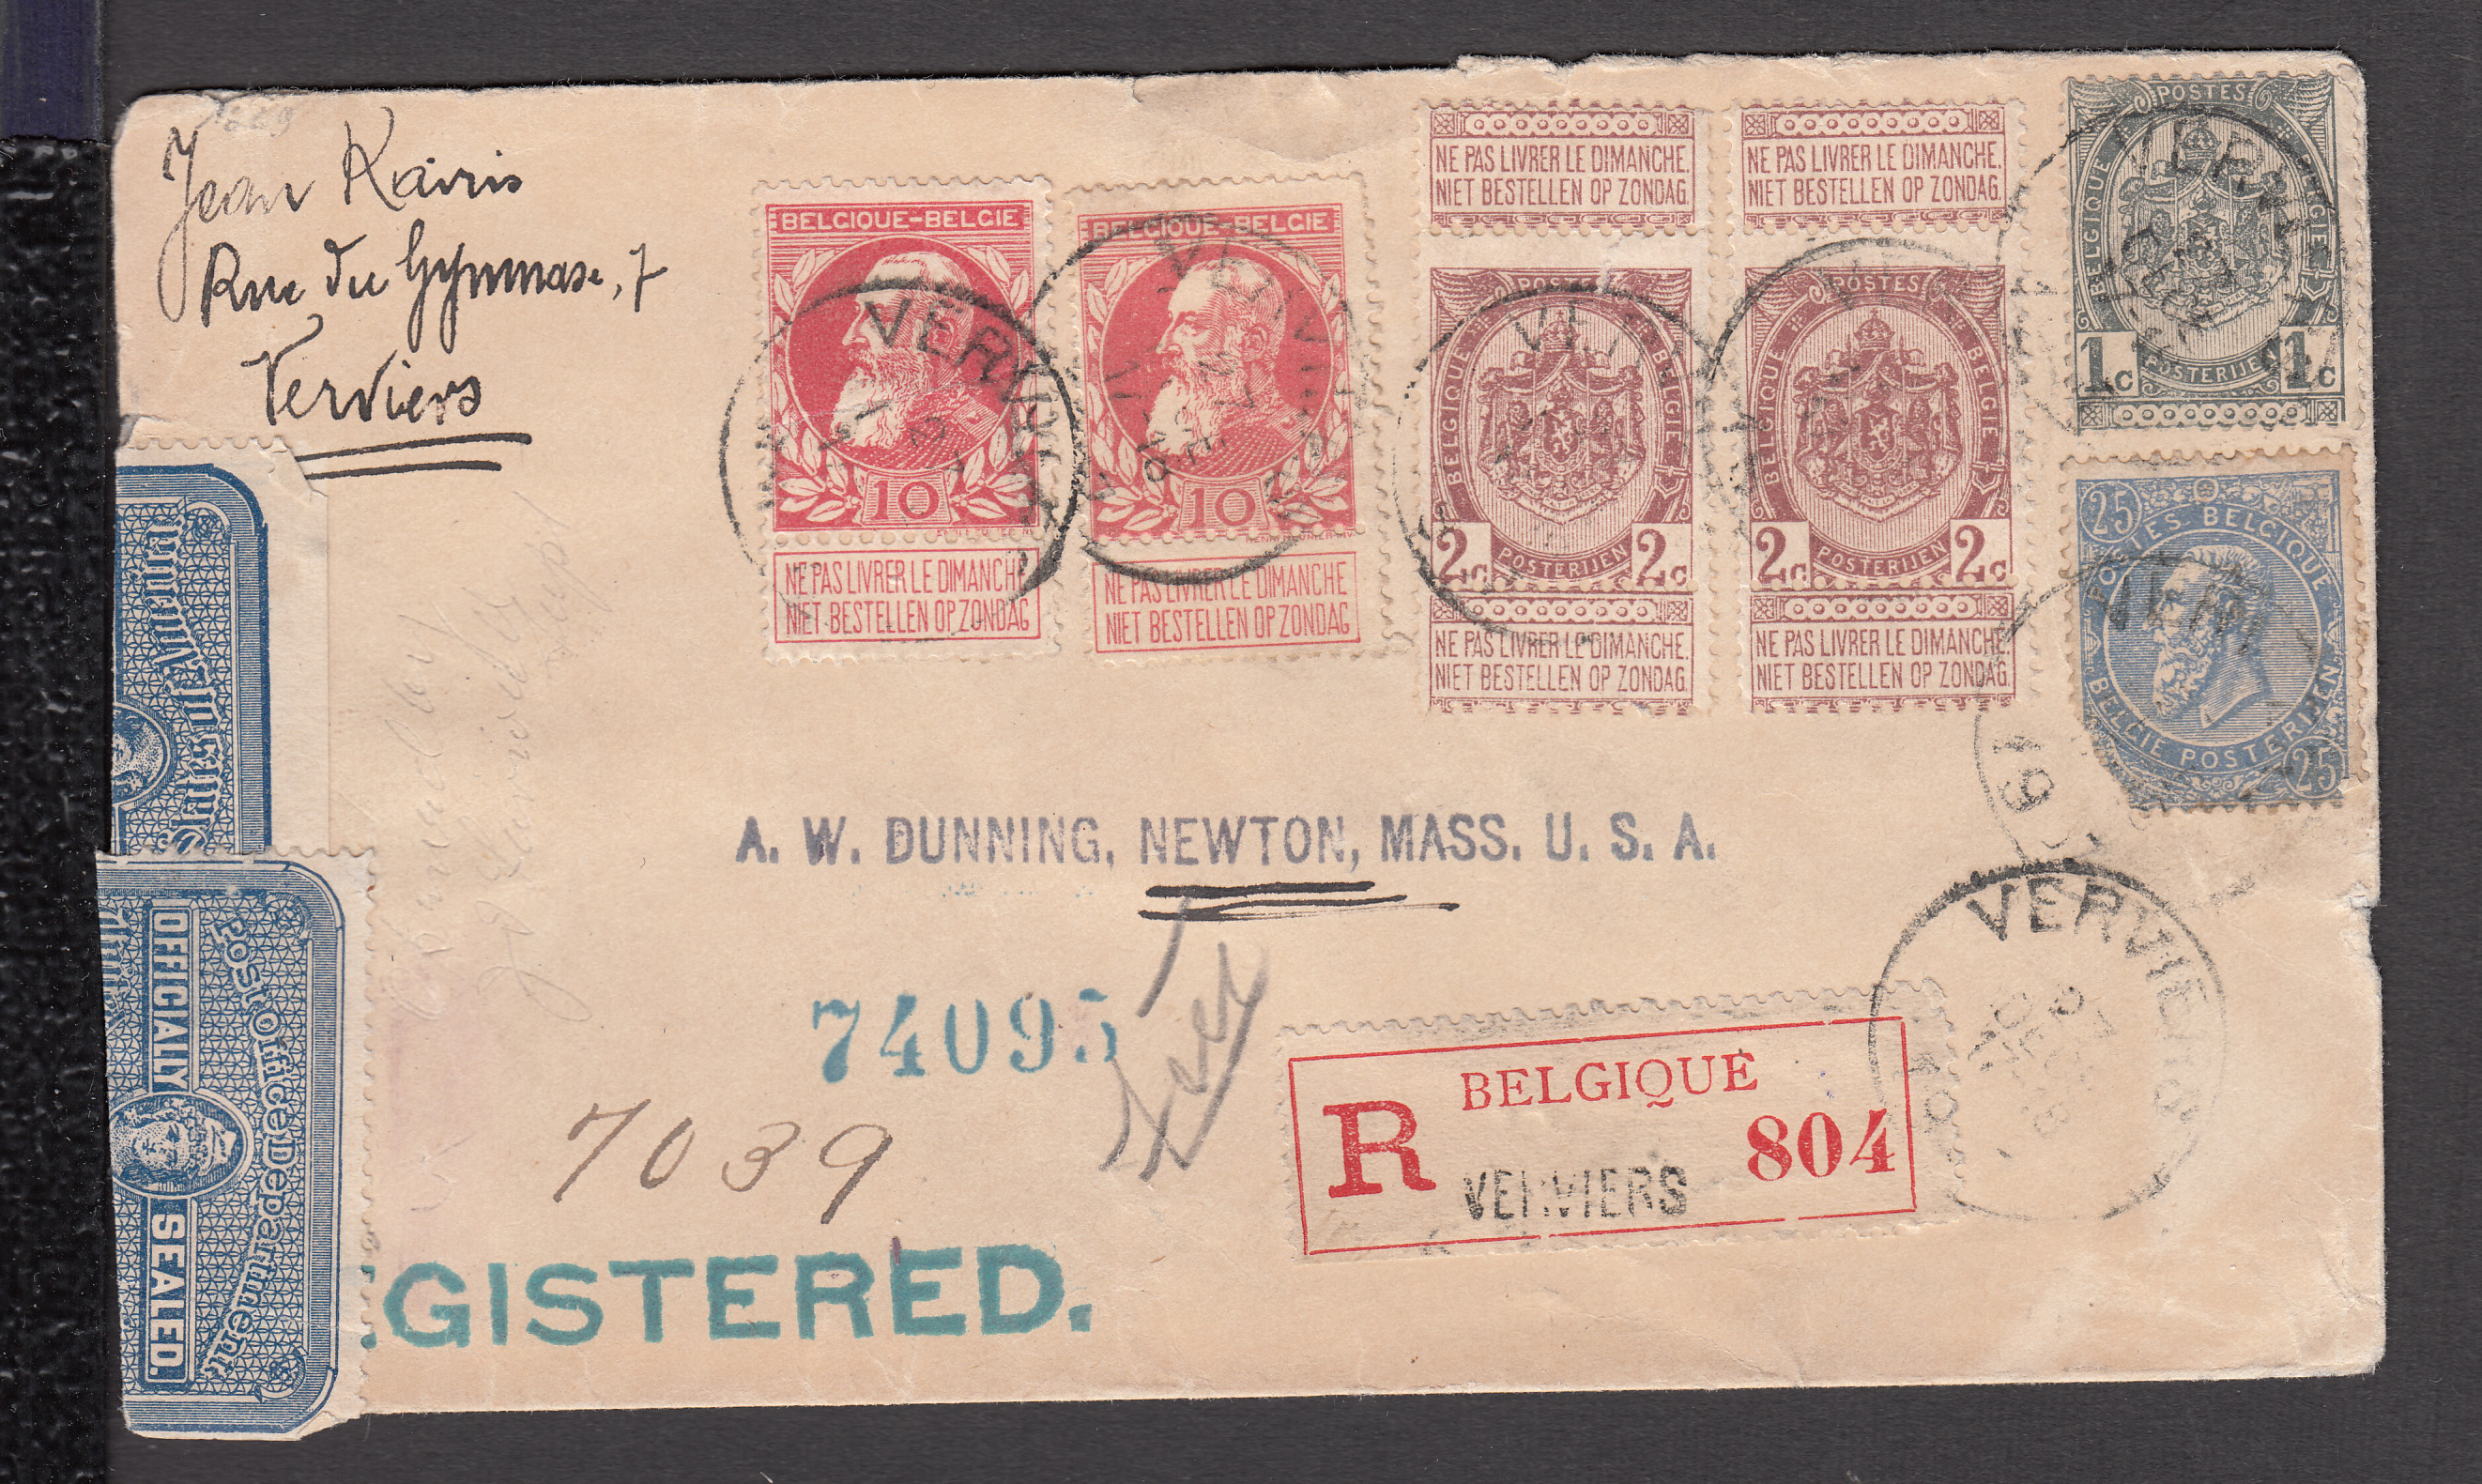 Jean Kairis
Rue du Gymnase, 7
Verviers
BELGIQUE-BELGIE
10
NE PAS LIVRER LE DIMANCHE
NIET BESTELLEN OP ZONDAG
BELGIQUE-BELGIE
10
NE PAS LIVRER LE DIMANCHE
NIET BESTELLEN OP ZONDAG
NE PAS LIVRER LE DIMANCHE.
NIET BESTELLEN OP ZONDAG.
POSTES
BELGIQUE
BELGIE
2c 2c
POSTERIJEN
NE PAS LIVRER LE DIMANCHE.
NIET BESTELLEN OP ZONDAG.
NE PAS LIVRER LE DIMANCHE.
NIET BESTELLEN OP ZONDAG.
POSTES
BELGIQUE
BELGIE
2c 2c
POSTERIJEN
NE PAS LIVRER LE DIMANCHE.
NIET BESTELLEN OP ZONDAG.
POSTES
BELGIQUE
BELGIE
1c 1c
POSTERIJEN
25
POSTES BELGIQUE
BELGIE POSTERIJEN
25
A. W. DUNNING, NEWTON, MASS. U. S. A.
74095
7039
VERVIERS
BELGIQUE
R 804
VERVIERS
GISTERED.
Post Office Department
OFFICIALLY SEALED.
States of America